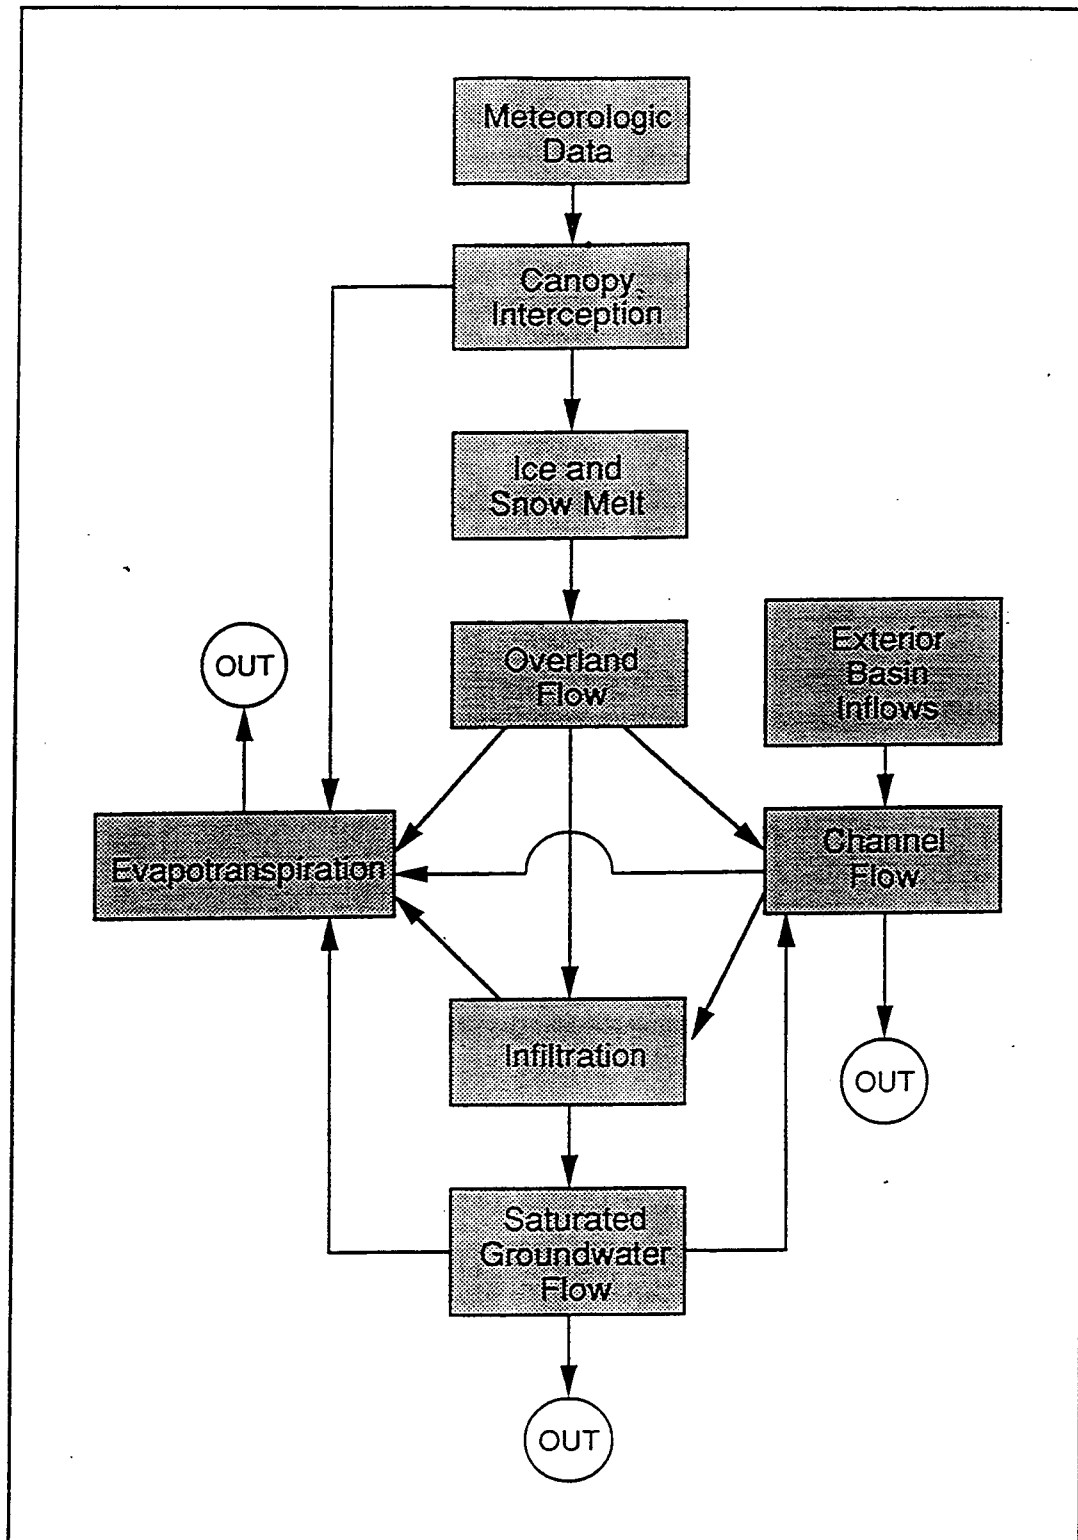 Meteorologic
Data
Canopy
Interception
Ice and
Snow Melt
Overland
Flow
Exterior
Basin
Inflows
OUT
Evapotranspiration
Channel
Flow
Infiltration
OUT
Saturated
Groundwater
Flow
OUT